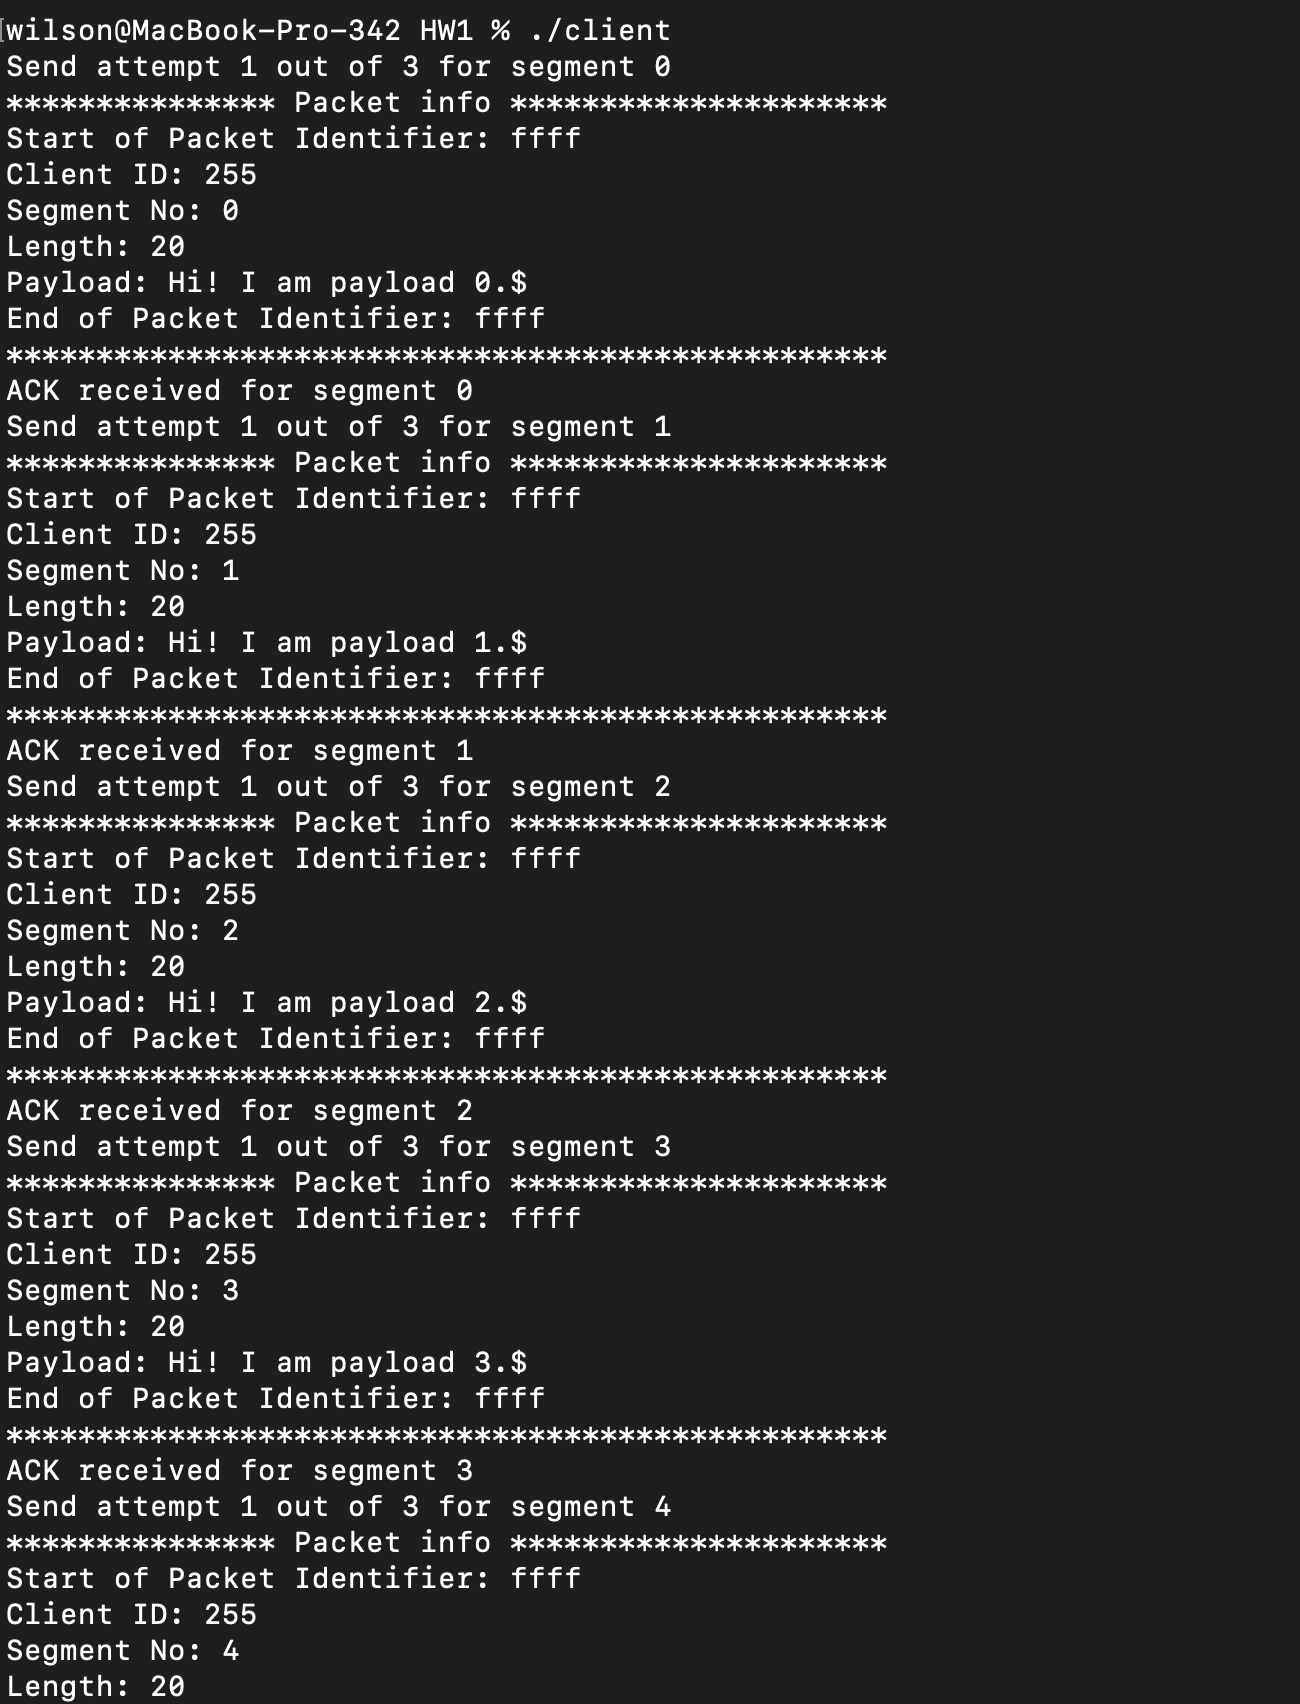 wilson@MacBook-Pro-342 HW1 % ./client
Send attempt 1 out of 3 for segment 0
*************** Packet info *********************
Start of Packet Identifier: ffff
Client ID: 255
Segment No: 0
Length: 20
Payload: Hi! I am payload 0.$
End of Packet Identifier: ffff
*************************************************
ACK received for segment 0
Send attempt 1 out of 3 for segment 1
*************** Packet info *********************
Start of Packet Identifier: ffff
Client ID: 255
Segment No: 1
Length: 20
Payload: Hi! I am payload 1.$
End of Packet Identifier: ffff
*************************************************
ACK received for segment 1
Send attempt 1 out of 3 for segment 2
*************** Packet info *********************
Start of Packet Identifier: ffff
Client ID: 255
Segment No: 2
Length: 20
Payload: Hi! I am payload 2.$
End of Packet Identifier: ffff
*************************************************
ACK received for segment 2
Send attempt 1 out of 3 for segment 3
*************** Packet info *********************
Start of Packet Identifier: ffff
Client ID: 255
Segment No: 3
Length: 20
Payload: Hi! I am payload 3.$
End of Packet Identifier: ffff
*************************************************
ACK received for segment 3
Send attempt 1 out of 3 for segment 4
*************** Packet info *********************
Start of Packet Identifier: ffff
Client ID: 255
Segment No: 4
Length: 20